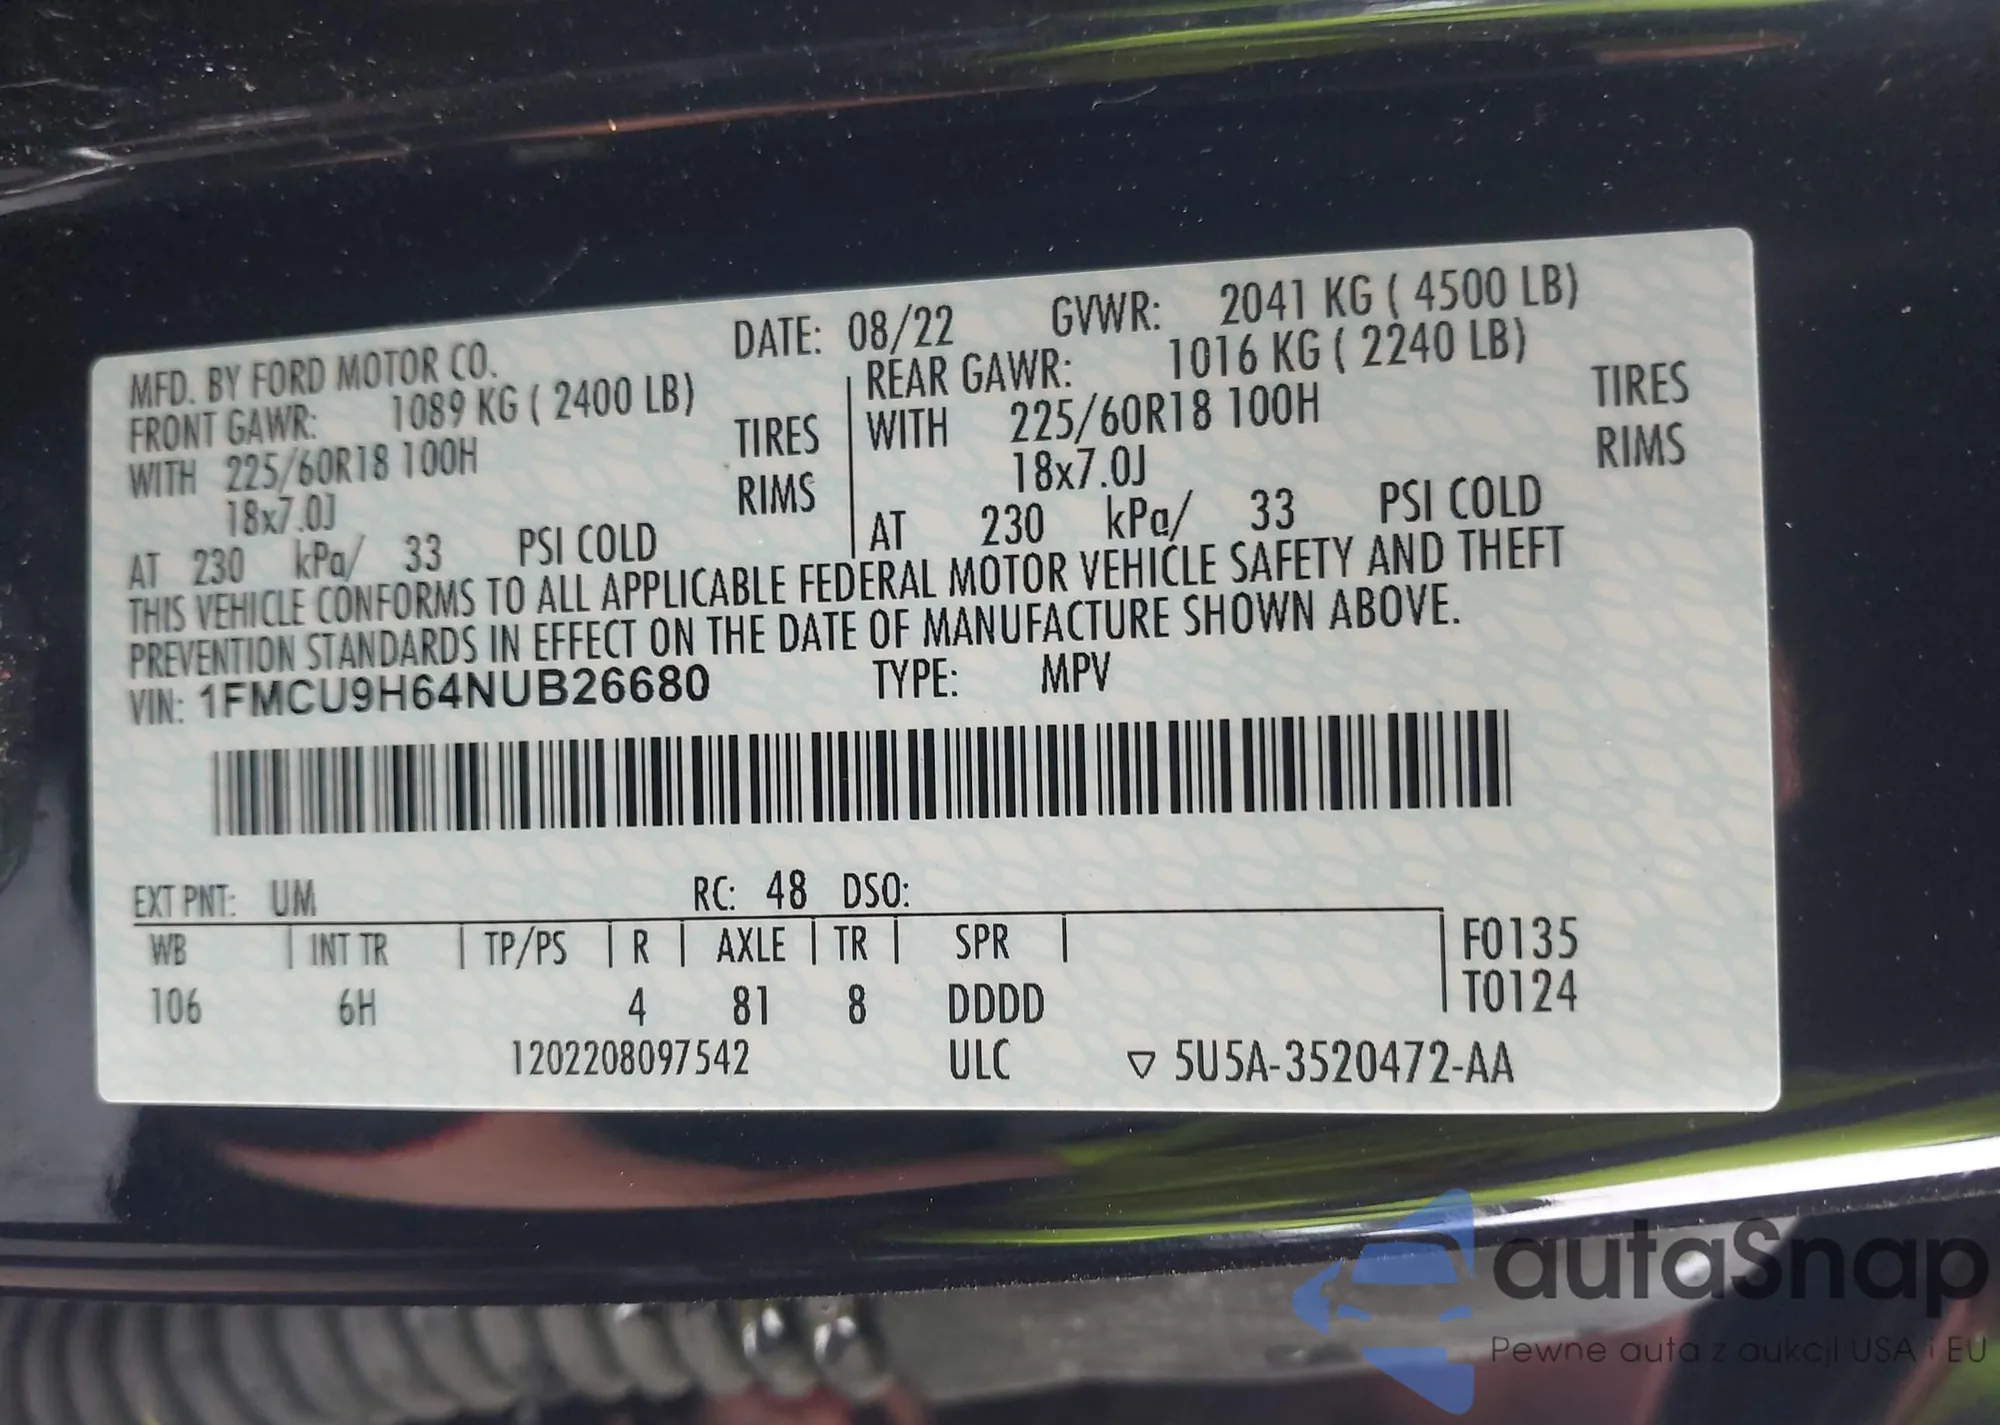 MFD. BY FORD MOTOR CO. DATE: 08/22 GVWR: 2041 KG ( 4500 LB)
FRONT GAWR: 1089 KG ( 2400 LB) REAR GAWR: 1016 KG ( 2240 LB)
WITH 225/60R18 100H TIRES WITH 225/60R18 100H TIRES
18x7.0J RIMS 18x7.0J RIMS
AT 230 kPa/ 33 PSI COLD AT 230 kPa/ 33 PSI COLD
THIS VEHICLE CONFORMS TO ALL APPLICABLE FEDERAL MOTOR VEHICLE SAFETY AND THEFT
PREVENTION STANDARDS IN EFFECT ON THE DATE OF MANUFACTURE SHOWN ABOVE.
VIN: 1FMCU9H64NUB26680 TYPE: MPV
EXT PNT: UM RC: 48 DSO:
WB INT TR TP/PS R AXLE TR SPR F0135
106 6H 4 81 8 DDDD T0124
1202208097542 ULC 5U5A-3520472-AA
autaSnap
Pewne auta z aukcji USA i EU